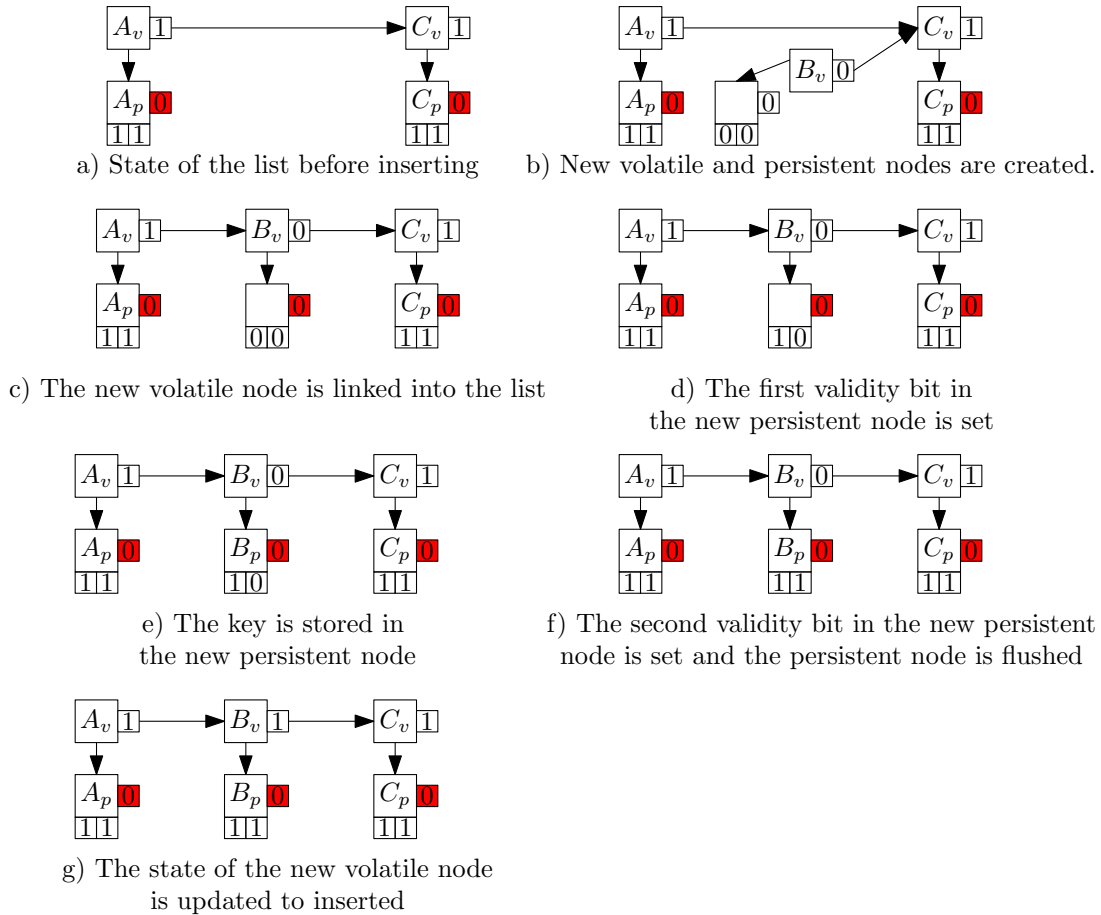 A_v 1 C_v 1
A_p 0 C_p 0
1 1 1 1
a) State of the list before inserting
A_v 1 C_v 1
B_v 0
A_p 0 0 C_p 0
1 1 0 0 1 1
b) New volatile and persistent nodes are created.
A_v 1 B_v 0 C_v 1
A_p 0 0 C_p 0
1 1 0 0 1 1
c) The new volatile node is linked into the list
A_v 1 B_v 0 C_v 1
A_p 0 0 C_p 0
1 1 1 0 1 1
d) The first validity bit in
the new persistent node is set
A_v 1 B_v 0 C_v 1
A_p 0 B_p 0 C_p 0
1 1 1 0 1 1
e) The key is stored in
the new persistent node
A_v 1 B_v 0 C_v 1
A_p 0 B_p 0 C_p 0
1 1 1 1 1 1
f) The second validity bit in the new persistent
node is set and the persistent node is flushed
A_v 1 B_v 1 C_v 1
A_p 0 B_p 0 C_p 0
1 1 1 1 1 1
g) The state of the new volatile node
is updated to inserted